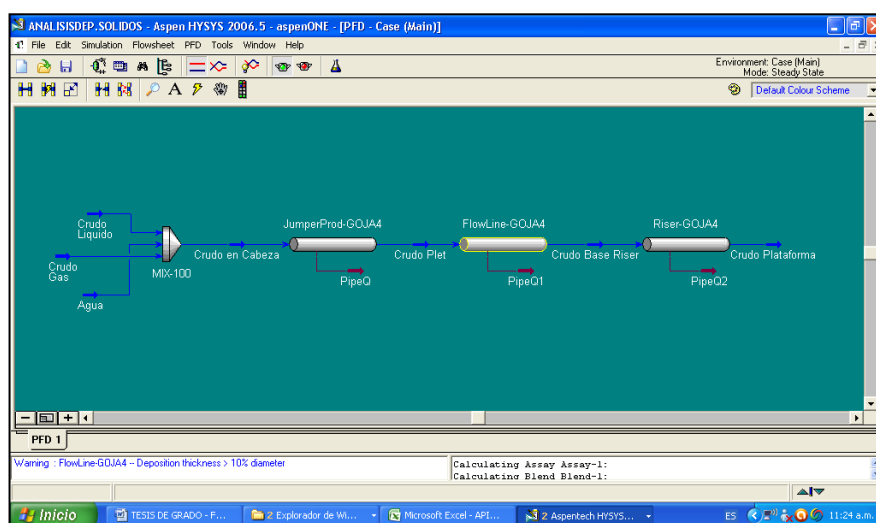 ANALISISDEP.SOLIDOS - Aspen HYSYS 2006.5 - aspenONE - [PFD - Case (Main)]
File Edit Simulation Flowsheet PFD Tools Window Help
Environment: Case (Main)
Mode: Steady State
A
Default Colour Scheme
Crudo
Liquido
Crudo
Gas
Agua
MIX-100
Crudo en Cabeza
JumperProd-GOJA4
PipeQ
Crudo Plet
FlowLine-GOJA4
PipeQ1
Crudo Base Riser
Riser-GOJA4
PipeQ2
Crudo Plataforma
PFD 1
Warning : FlowLine-GOJA4 -- Deposition thickness > 10% diameter
Calculating Assay Assay-1:
Calculating Blend Blend-1:
Inicio
TESIS DE GRADO - F...
2 Explorador de Wi...
Microsoft Excel - API...
2 Aspentech HYSYS...
ES
11:24 a.m.